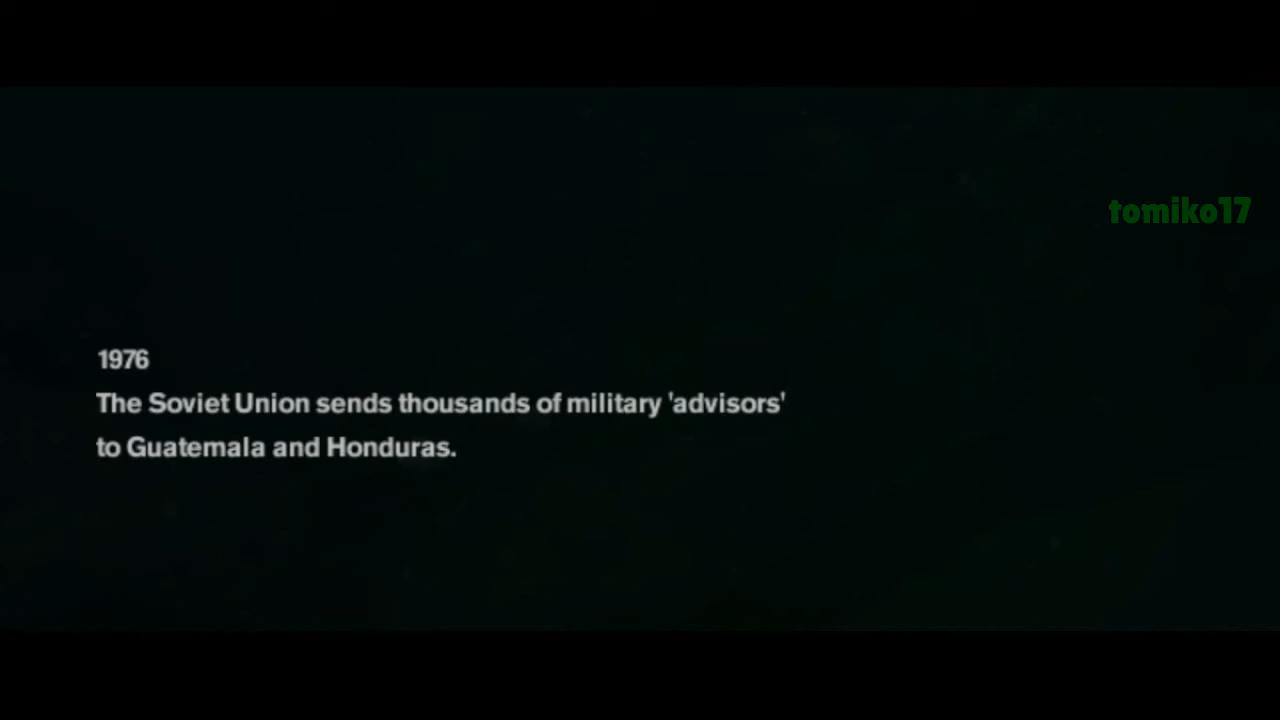 tomiko17
1976
The Soviet Union sends thousands of military 'advisors'
to Guatemala and Honduras.